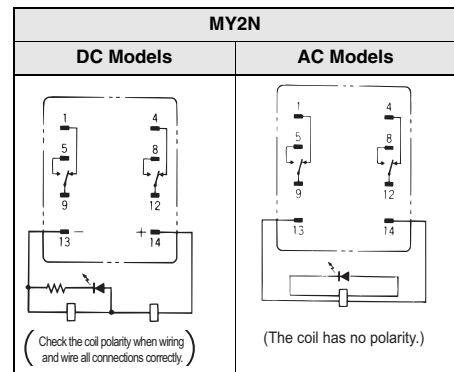 MY2N
DC Models AC Models
1 4
5 8
9 12
− +
13 14
(Check the coil polarity when wiring
and wire all connections correctly.)
1 4
5 8
9 12
13 14
(The coil has no polarity.)